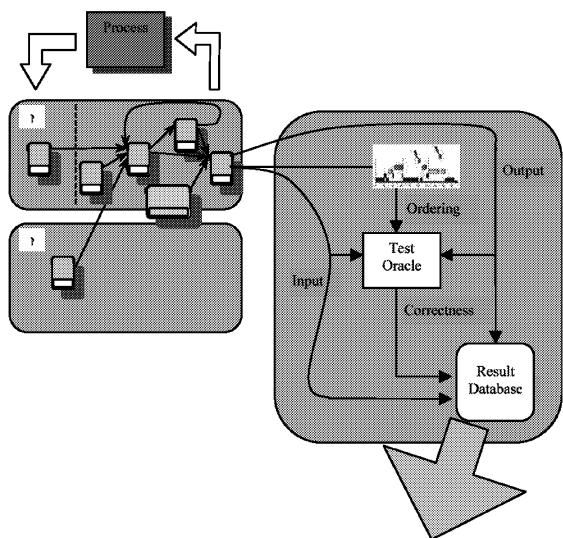 Process
?
?
Output
Ordering
Test
Oracle
Input
Correctness
Result
Database